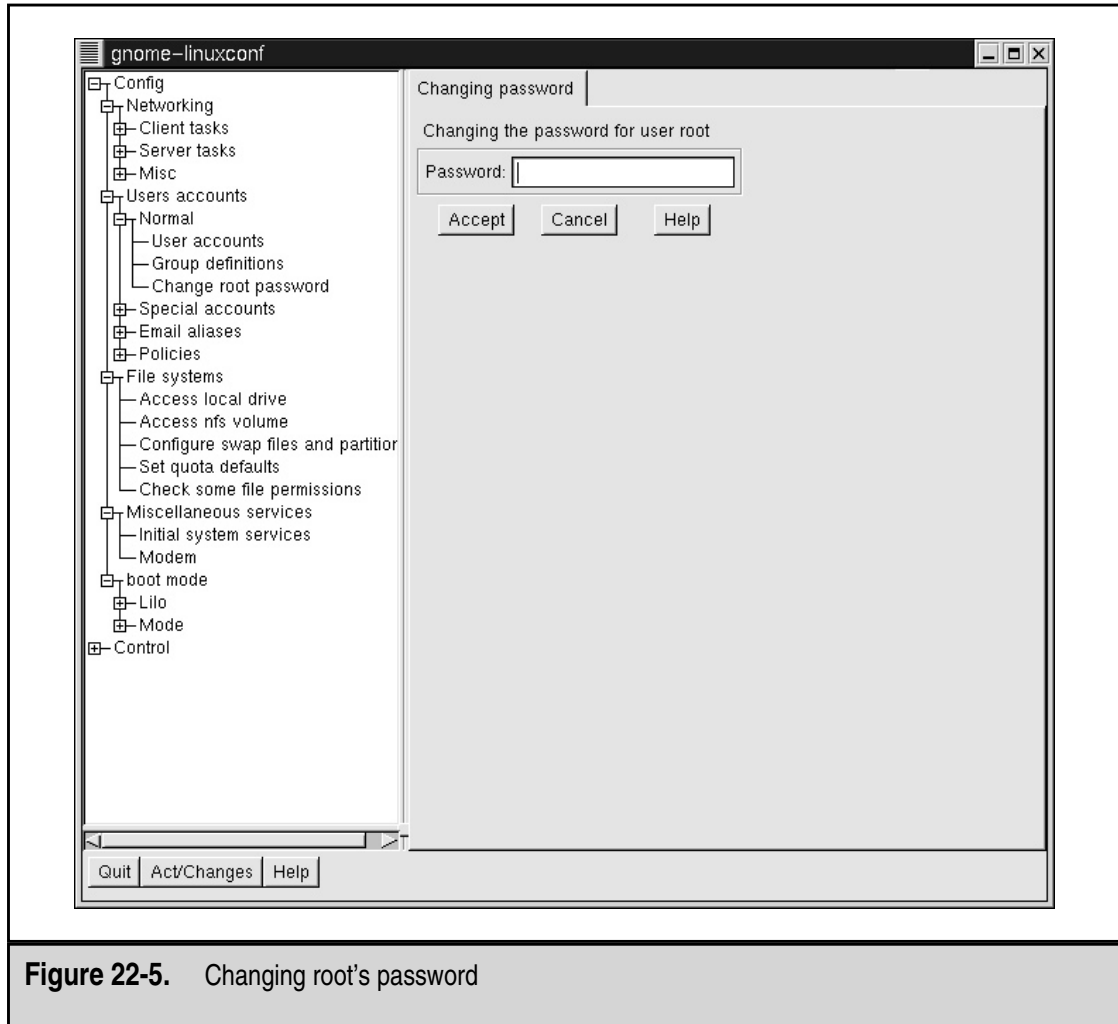 gnome-linuxconf
Config
Networking
Client tasks
Server tasks
Misc
Users accounts
Normal
User accounts
Group definitions
Change root password
Special accounts
Email aliases
Policies
File systems
Access local drive
Access nfs volume
Configure swap files and partition
Set quota defaults
Check some file permissions
Miscellaneous services
Initial system services
Modem
boot mode
Lilo
Mode
Control
Changing password
Changing the password for user root
Password:
Accept Cancel Help
Quit Act/Changes Help
Figure 22-5. Changing root's password